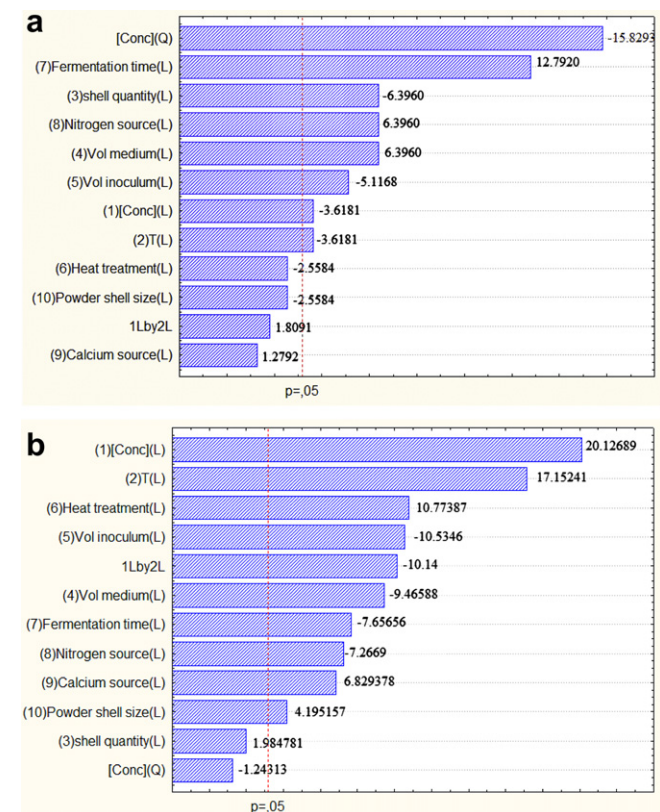 a
[Conc](Q) -15.8293
(7)Fermentation time(L) 12.7920
(3)shell quantity(L) -6.3960
(8)Nitrogen source(L) 6.3960
(4)Vol medium(L) 6.3960
(5)Vol inoculum(L) -5.1168
(1)[Conc](L) -3.6181
(2)T(L) -3.6181
(6)Heat treatment(L) -2.5584
(10)Powder shell size(L) -2.5584
1Lby2L 1.8091
(9)Calcium source(L) 1.2792
p=,05
b
(1)[Conc](L) 20.12689
(2)T(L) 17.15241
(6)Heat treatment(L) 10.77387
(5)Vol inoculum(L) -10.5346
1Lby2L -10.14
(4)Vol medium(L) -9.46588
(7)Fermentation time(L) -7.65656
(8)Nitrogen source(L) -7.2669
(9)Calcium source(L) 6.829378
(10)Powder shell size(L) 4.195157
(3)shell quantity(L) 1.984781
[Conc](Q) -1.24313
p=,05